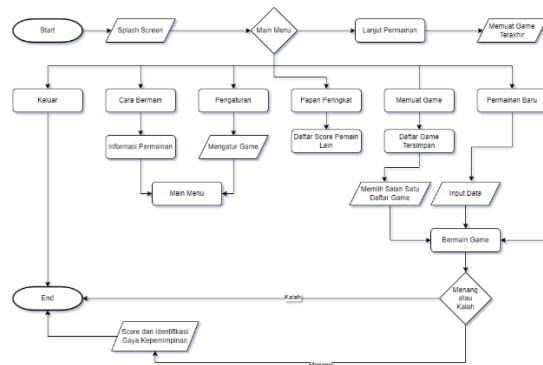 Start
Splash Screen
Main Menu
Lanjut Permainan
Memuat Game
Terakhir
Keluar
Cara Bermain
Pengaturan
Papan Peringkat
Memuat Game
Permainan Baru
Informasi Permainan
Mengatur Game
Daftar Score Pemain
Lain
Daftar Game
Tersimpan
Main Menu
Memilih Salah Satu
Daftar Game
Input Data
Bermain Game
End
Kalah
Menang
atau
Kalah
Score dan Identifikasi
Gaya Kepemimpinan
Menang